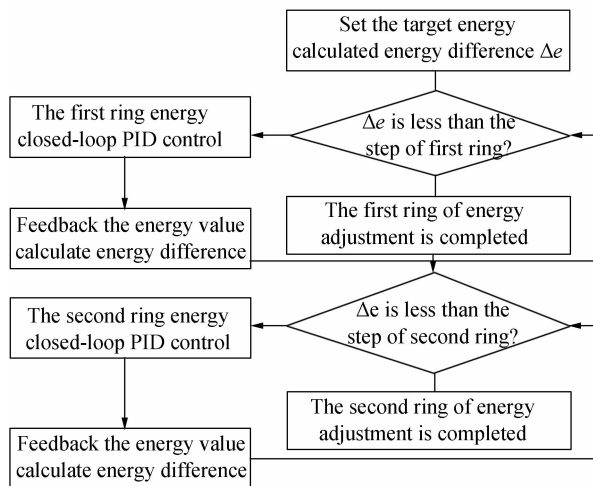 Set the target energy
calculated energy difference Δe
Δe is less than the
step of first ring?
The first ring energy
closed-loop PID control
Feedback the energy value
calculate energy difference
The first ring of energy
adjustment is completed
Δe is less than the
step of second ring?
The second ring energy
closed-loop PID control
The second ring of energy
adjustment is completed
Feedback the energy value
calculate energy difference